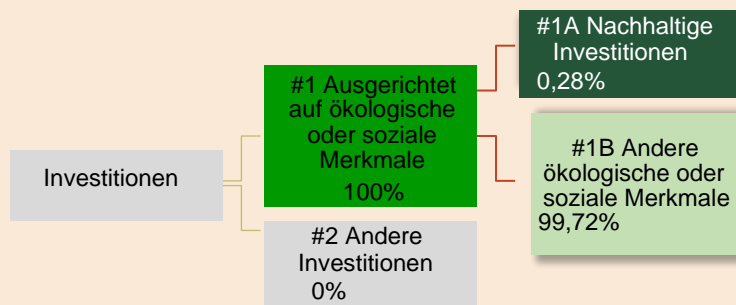 Investitionen
#1 Ausgerichtet
auf ökologische
oder soziale
Merkmale
100%
#2 Andere
Investitionen
0%
#1A Nachhaltige
Investitionen
0,28%
#1B Andere
ökologische oder
soziale Merkmale
99,72%